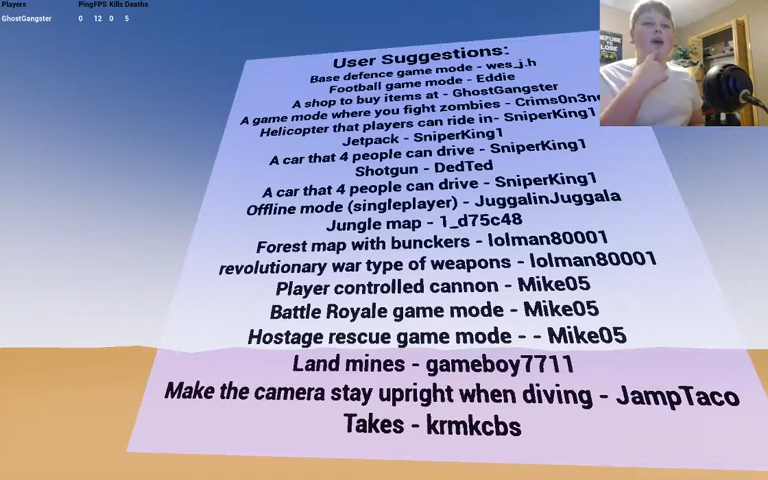 Players PingFPS Kills Deaths
GhostGangster 0 12 0 5
User Suggestions:
Base defence game mode - wes_j.h
Football game mode - Eddie
A shop to buy items at - GhostGangster
A game mode where you fight zombies - Crims0n3n
Helicopter that players can ride in- SniperKing1
Jetpack - SniperKing1
A car that 4 people can drive - SniperKing1
Shotgun - DedTed
A car that 4 people can drive - SniperKing1
Offline mode (singleplayer) - JuggalinJuggala
Jungle map - 1_d75c48
Forest map with bunckers - lolman80001
revolutionary war type of weapons - lolman80001
Player controlled cannon - Mike05
Battle Royale game mode - Mike05
Hostage rescue game mode - - Mike05
Land mines - gameboy7711
Make the camera stay upright when diving - JampTaco
Takes - krmkcbs